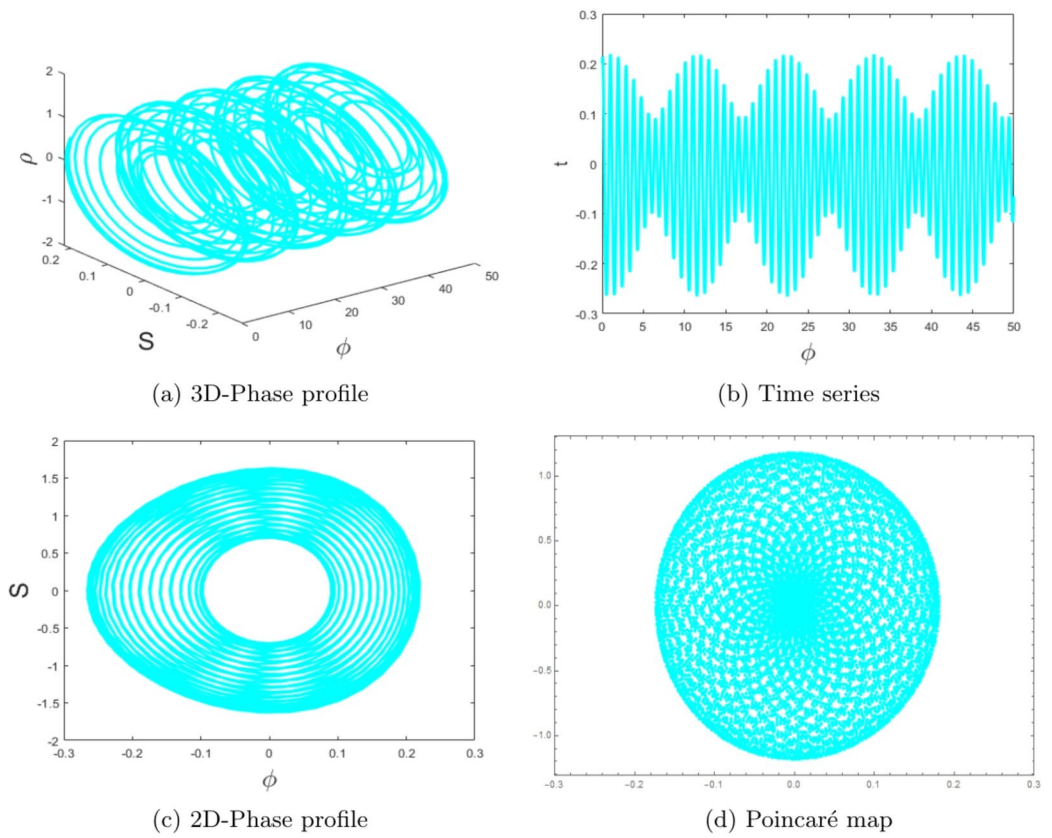 2
1
0
-1
-2
ρ
0.2
0.1
0
-0.1
-0.2
S
0
10
20
30
40
50
ϕ
(a) 3D-Phase profile
0.3
0.2
0.1
0
-0.1
-0.2
-0.3
t
0 5 10 15 20 25 30 35 40 45 50
ϕ
(b) Time series
2
1.5
1
0.5
0
-0.5
-1
-1.5
-2
S
-0.3 -0.2 -0.1 0 0.1 0.2 0.3
ϕ
(c) 2D-Phase profile
1.0
0.5
0.0
-0.5
-1.0
-0.3 -0.2 -0.1 0.0 0.1 0.2 0.3
(d) Poincaré map